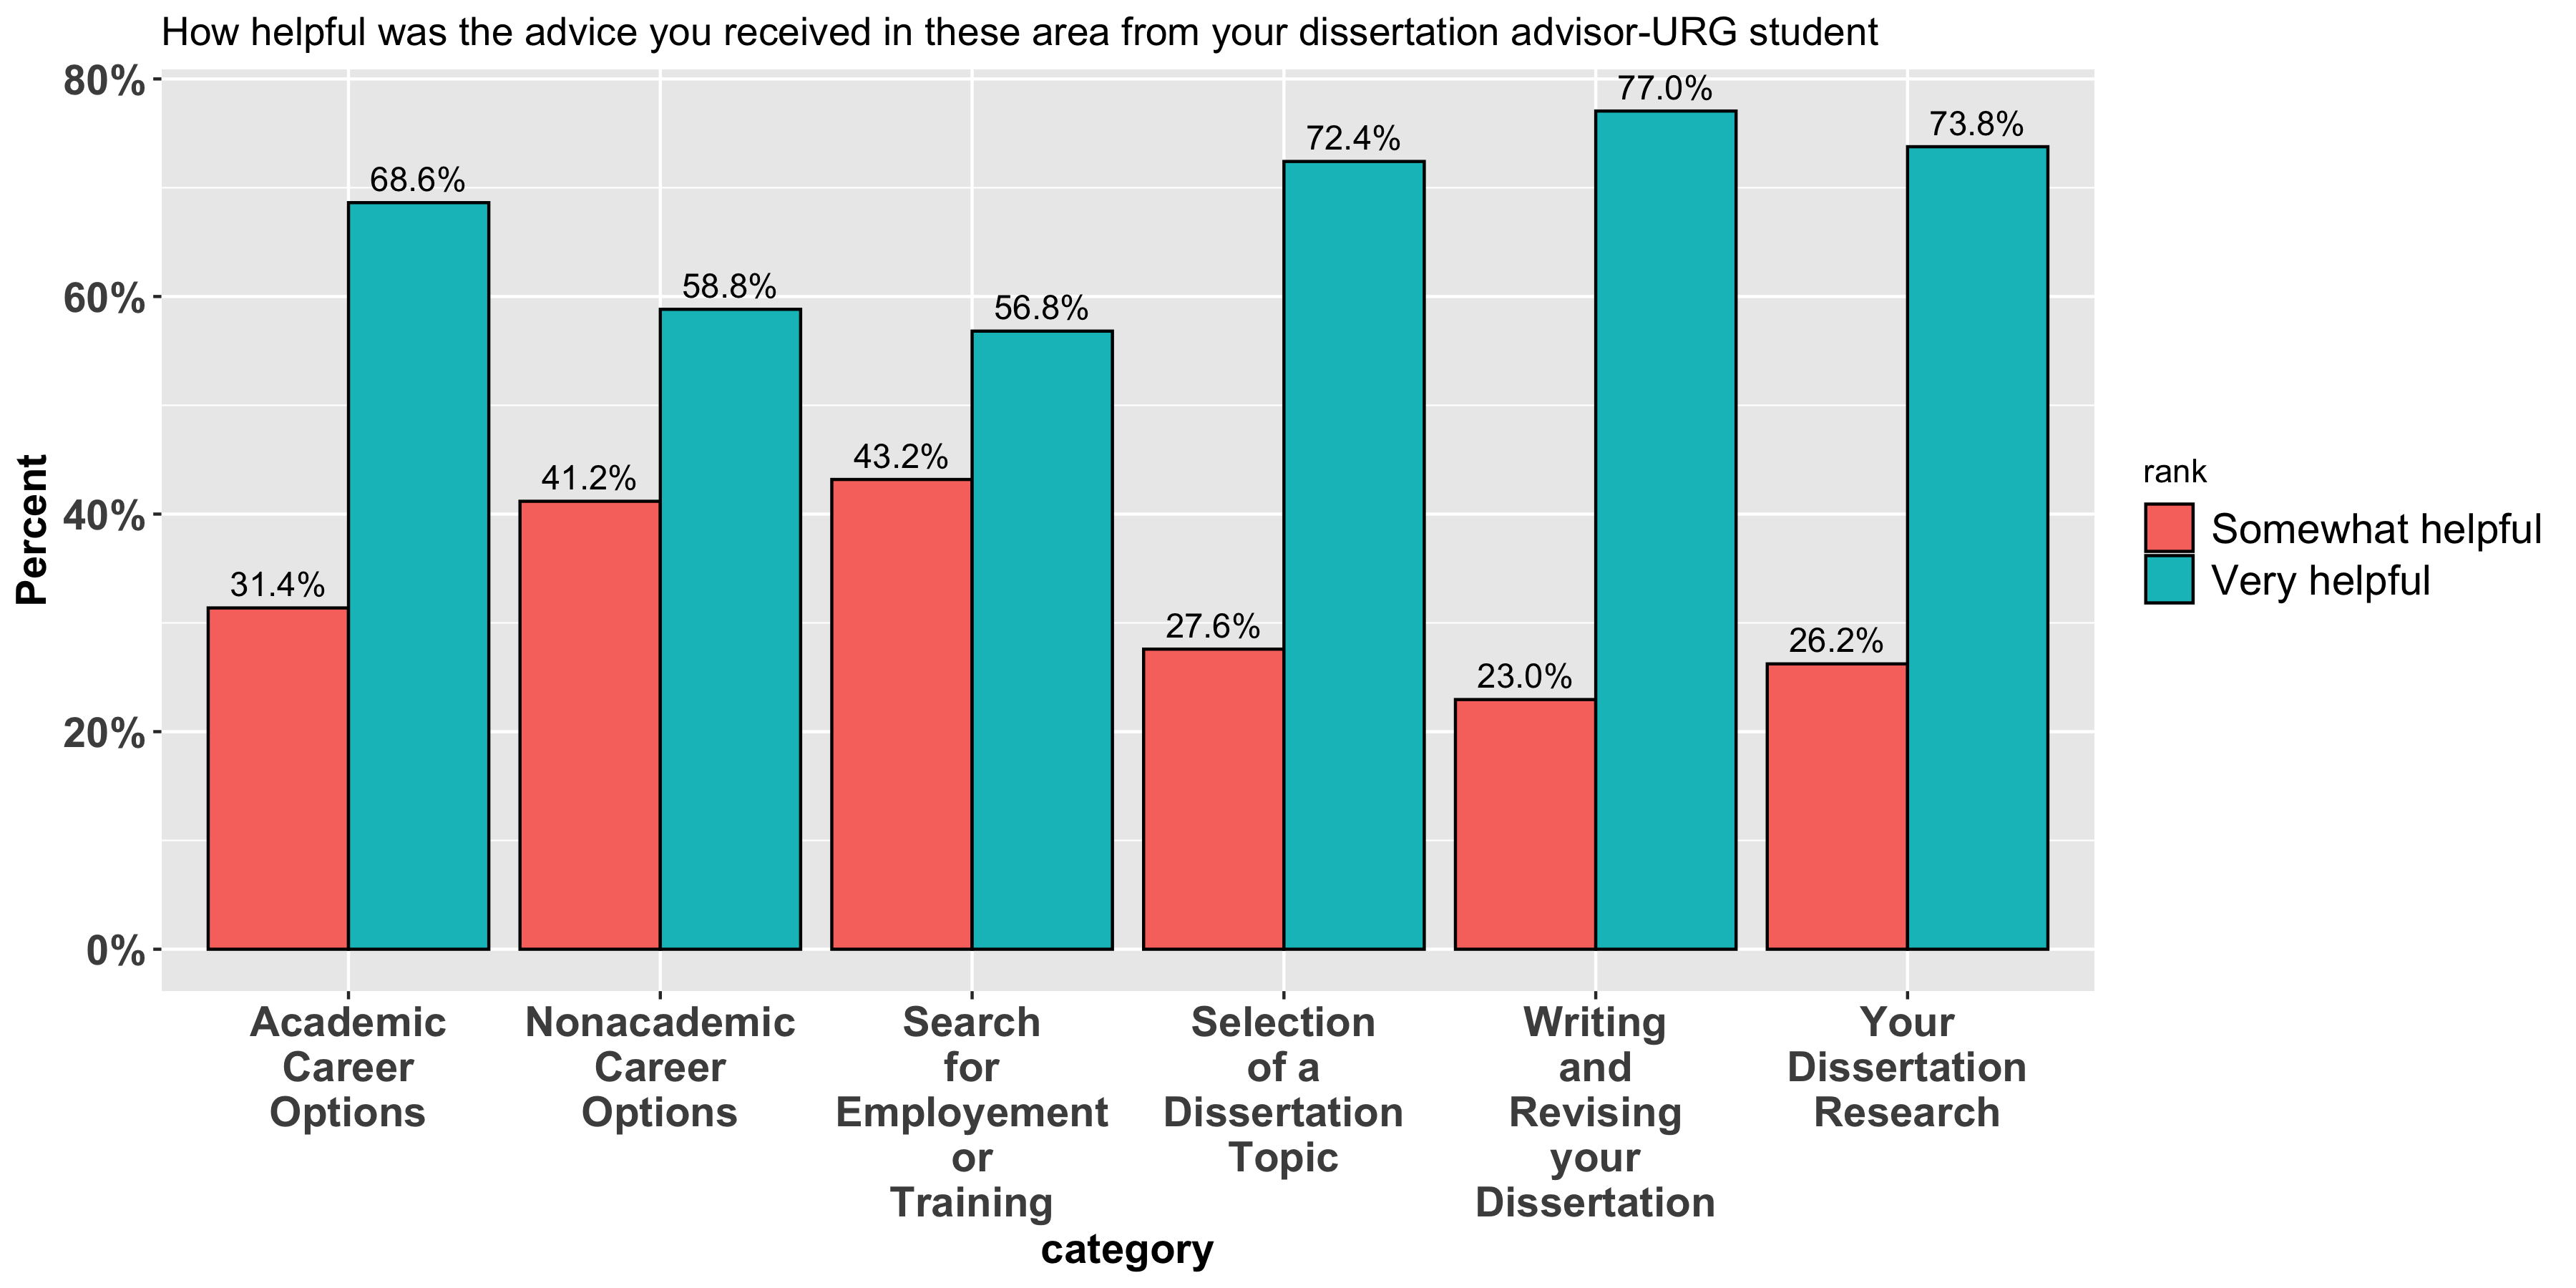 How helpful was the advice you received in these area from your dissertation advisor-URG student
80%
60%
40%
20%
0%
Percent
31.4%
68.6%
41.2%
58.8%
43.2%
56.8%
27.6%
72.4%
23.0%
77.0%
26.2%
73.8%
Academic
Career
Options
Nonacademic
Career
Options
Search
for
Employement
or
Training
Selection
of a
Dissertation
Topic
Writing
and
Revising
your
Dissertation
Your
Dissertation
Research
category
rank
Somewhat helpful
Very helpful